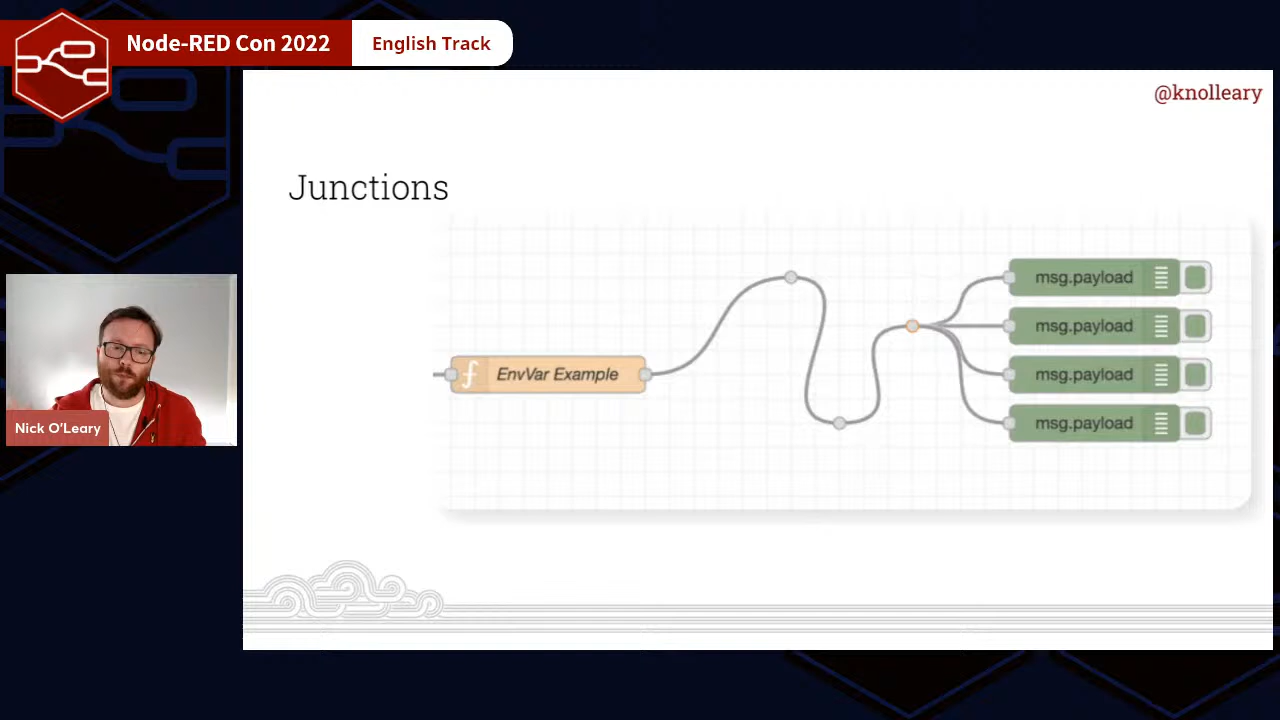 Node-RED Con 2022
English Track
@knolleary
Junctions
msg.payload
msg.payload
EnvVar Example
msg.payload
msg.payload
Nick O'Leary